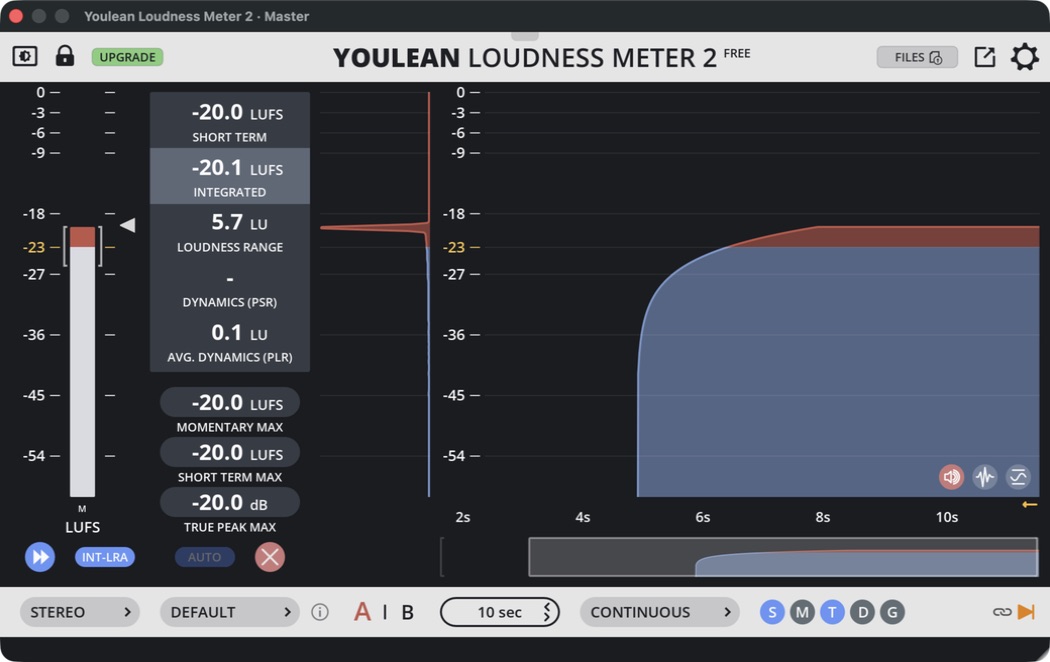 Youlean Loudness Meter 2 - Master
UPGRADE
YOULEAN LOUDNESS METER 2 FREE
FILES
0
-3
-6
-9
-18
-23
-27
-36
-45
-54
M
LUFS
-20.0 LUFS
SHORT TERM
-20.1 LUFS
INTEGRATED
5.7 LU
LOUDNESS RANGE
-
DYNAMICS (PSR)
0.1 LU
AVG. DYNAMICS (PLR)
-20.0 LUFS
MOMENTARY MAX
-20.0 LUFS
SHORT TERM MAX
-20.0 dB
TRUE PEAK MAX
INT-LRA
AUTO
0
-3
-6
-9
-18
-23
-27
-36
-45
-54
2s 4s 6s 8s 10s
STEREO DEFAULT A | B 10 sec CONTINUOUS S M T D G